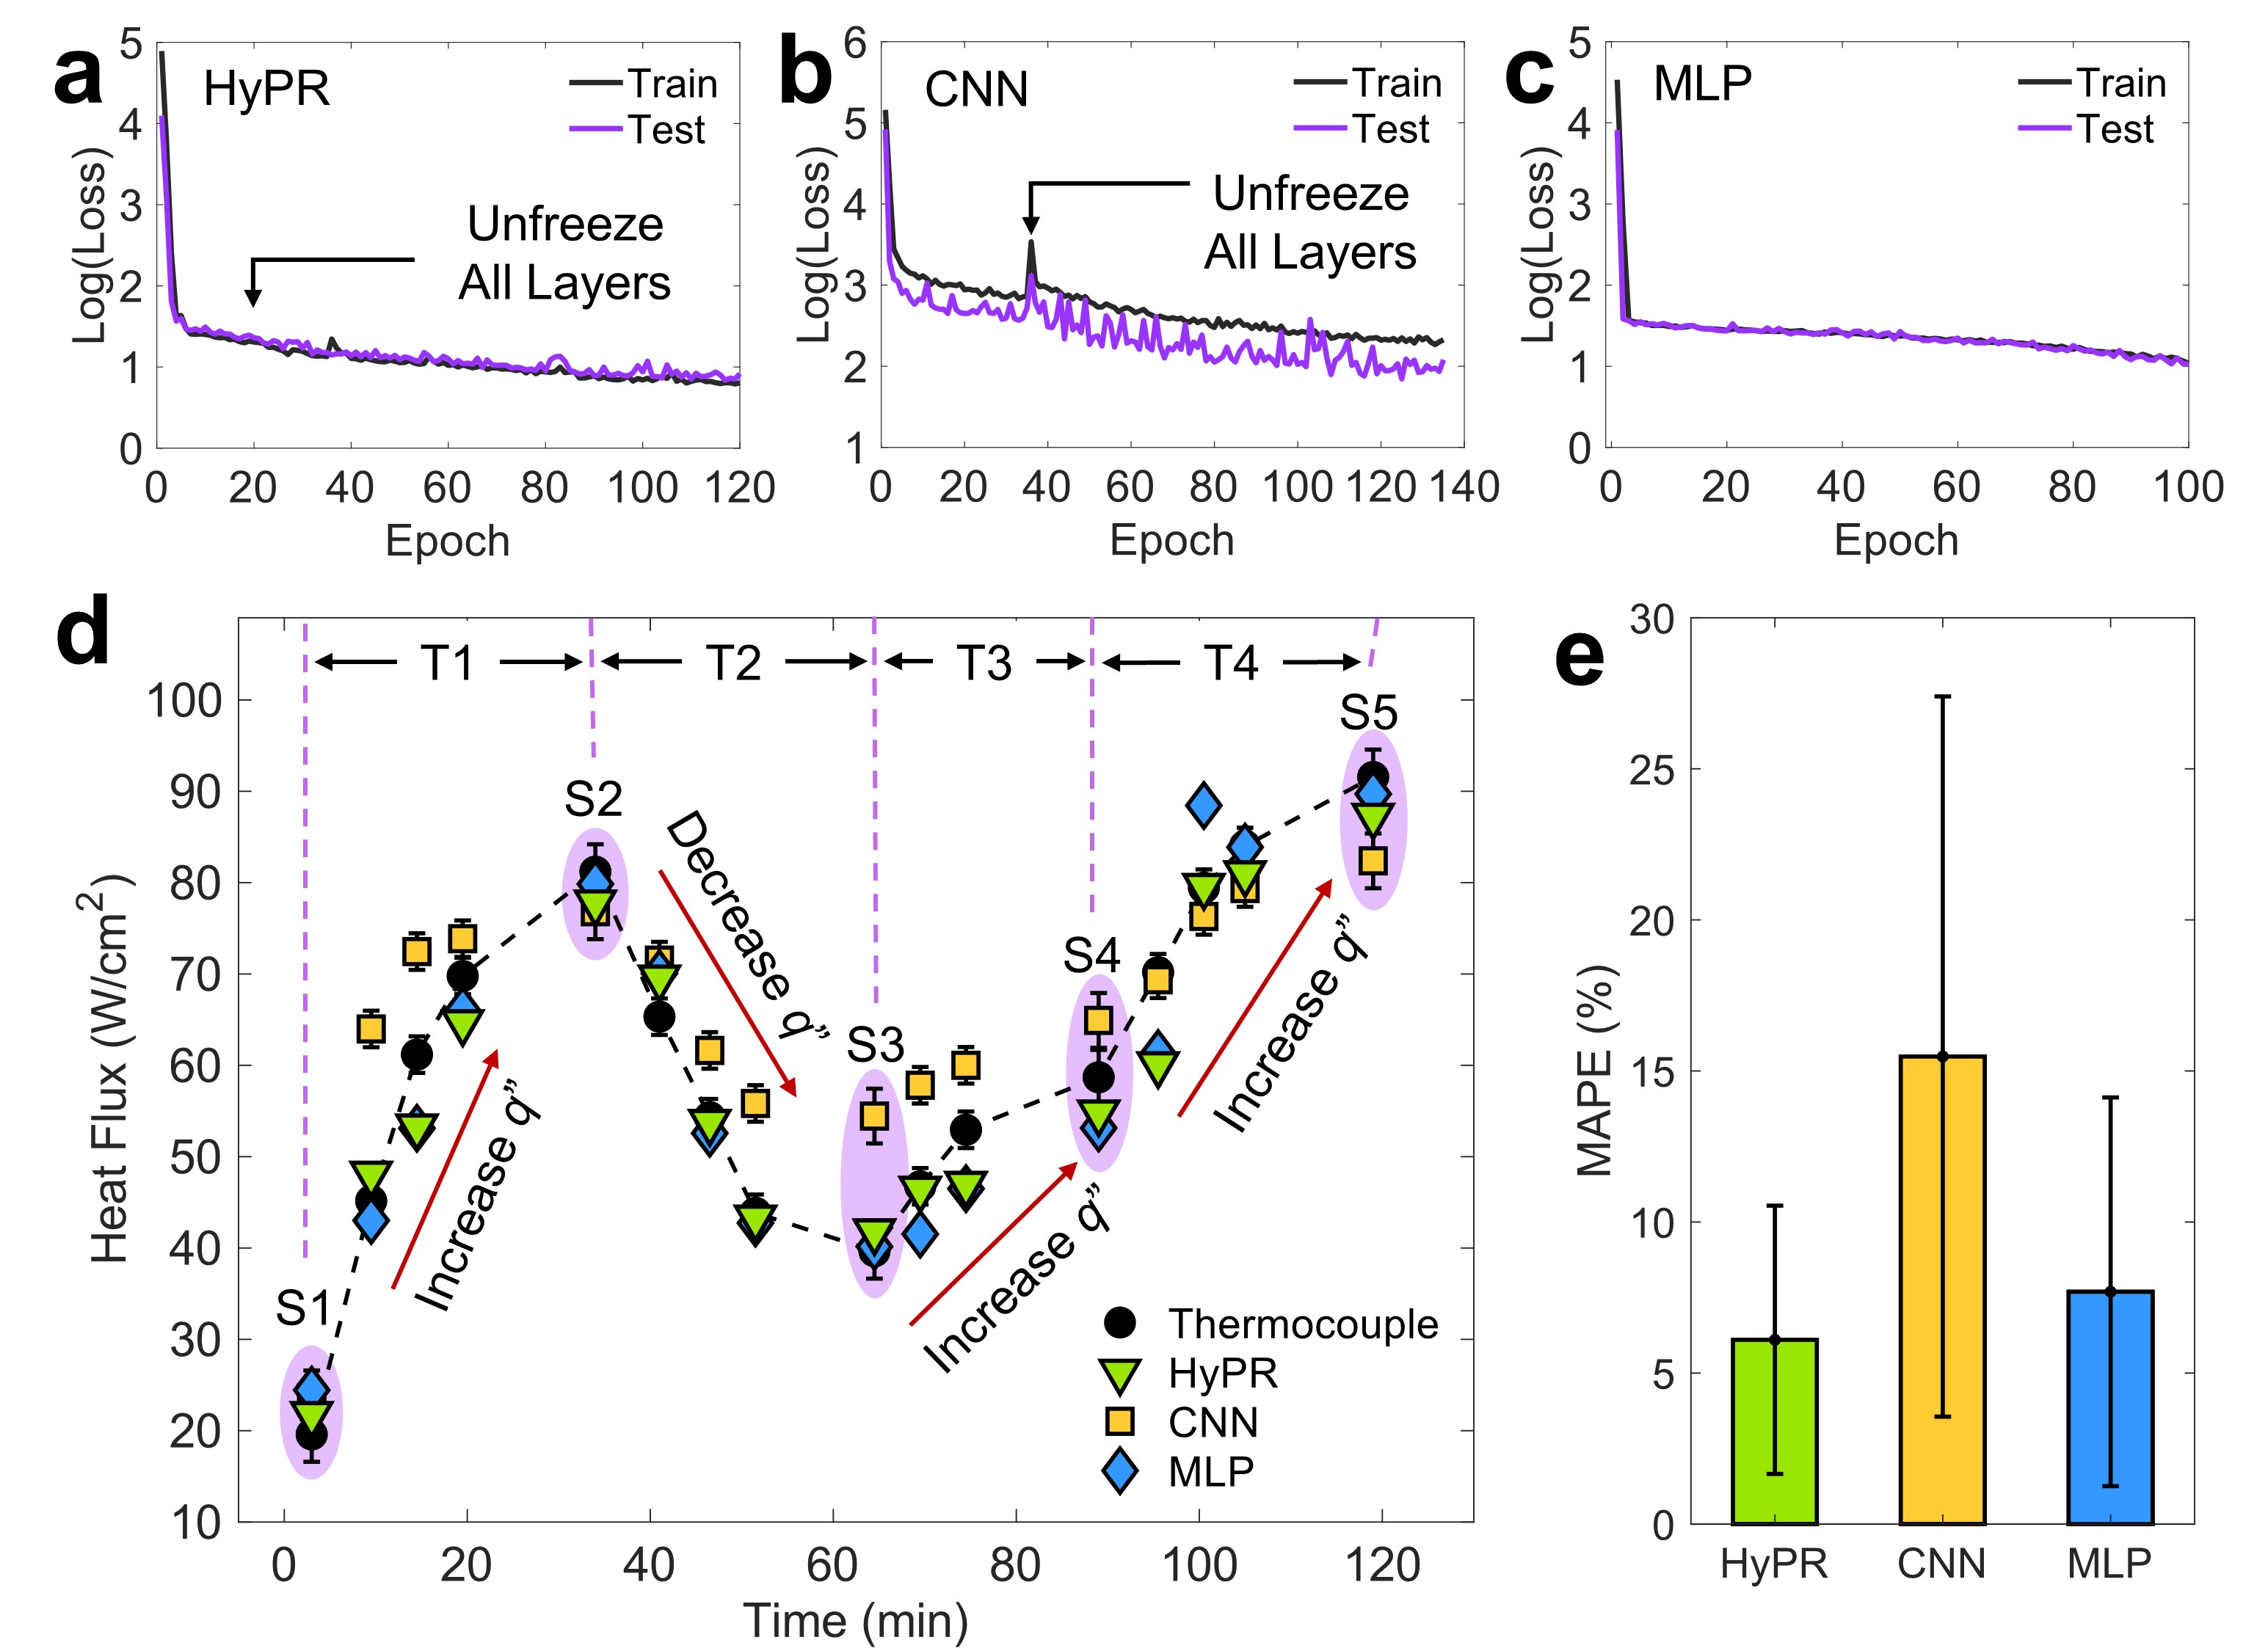 a
HyPR
Train
Test
Unfreeze
All Layers
Log(Loss)
5
4
3
2
1
0
0 20 40 60 80 100 120
Epoch
b
CNN
Train
Test
Unfreeze
All Layers
Log(Loss)
6
5
4
3
2
1
0 20 40 60 80 100 120 140
Epoch
c
MLP
Train
Test
Log(Loss)
5
4
3
2
1
0
0 20 40 60 80 100
Epoch
d
T1 T2 T3 T4
S1
S2
S3
S4
S5
Increase q”
Decrease q”
Increase q”
Increase q”
Thermocouple
HyPR
CNN
MLP
Heat Flux (W/cm²)
100
90
80
70
60
50
40
30
20
10
0 20 40 60 80 100 120
Time (min)
e
MAPE (%)
30
25
20
15
10
5
0
HyPR CNN MLP